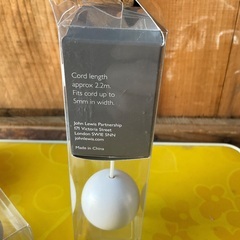 Cord length
approx 2.2m.
Fits cord up to
5mm in width.
John Lewis Partnership
171 Victoria Street
London SW1E 5NN
johnlewis.com
Made in China